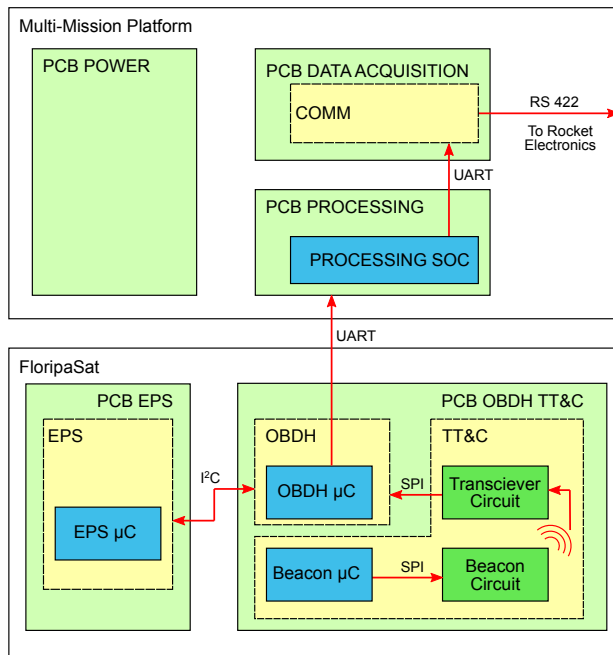 Multi-Mission Platform
PCB POWER
PCB DATA ACQUISITION
COMM
RS 422
To Rocket
Electronics
UART
PCB PROCESSING
PROCESSING SOC
UART
FloripaSat
PCB EPS
PCB OBDH TT&C
EPS
OBDH
TT&C
I²C
SPI
OBDH µC
Transciever
Circuit
EPS µC
Beacon µC
SPI
Beacon
Circuit